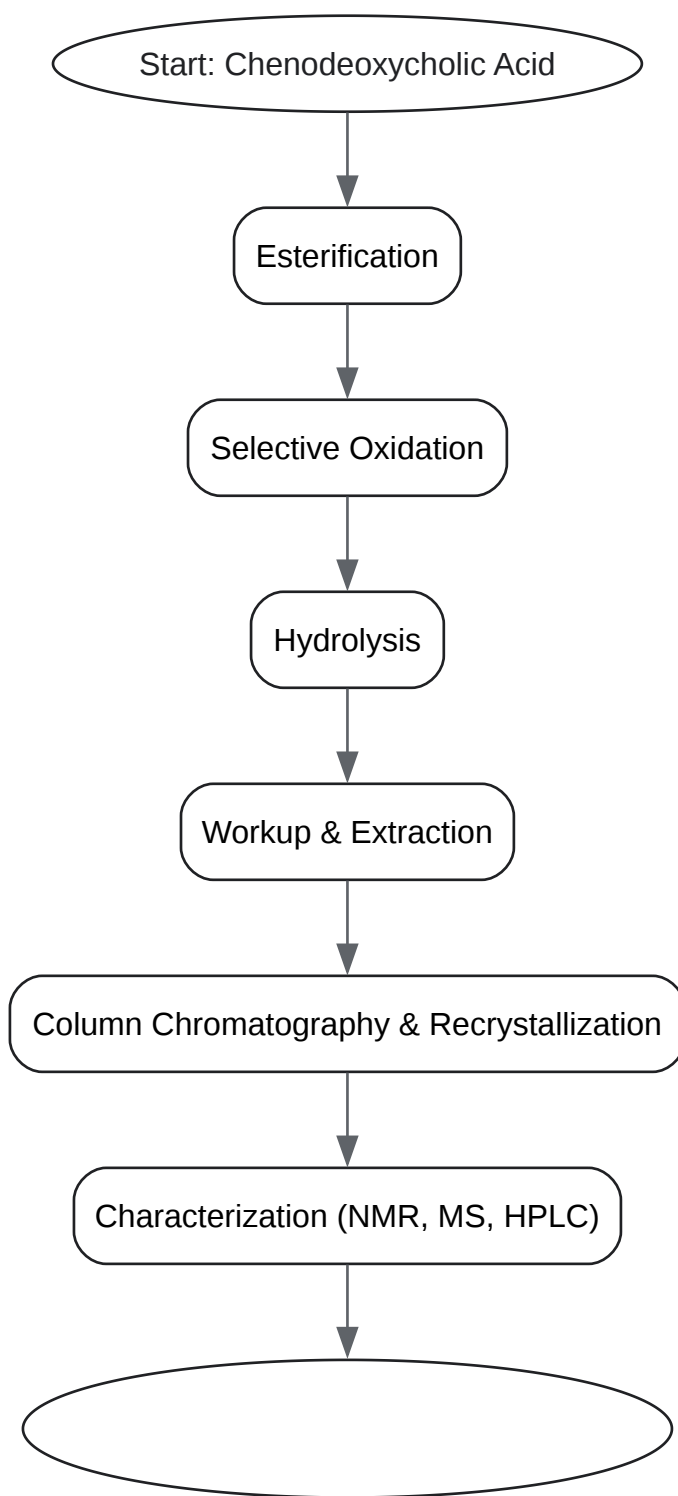 Start: Chenodeoxycholic Acid
Esterification
Selective Oxidation
Hydrolysis
Workup & Extraction
Column Chromatography & Recrystallization
Characterization (NMR, MS, HPLC)